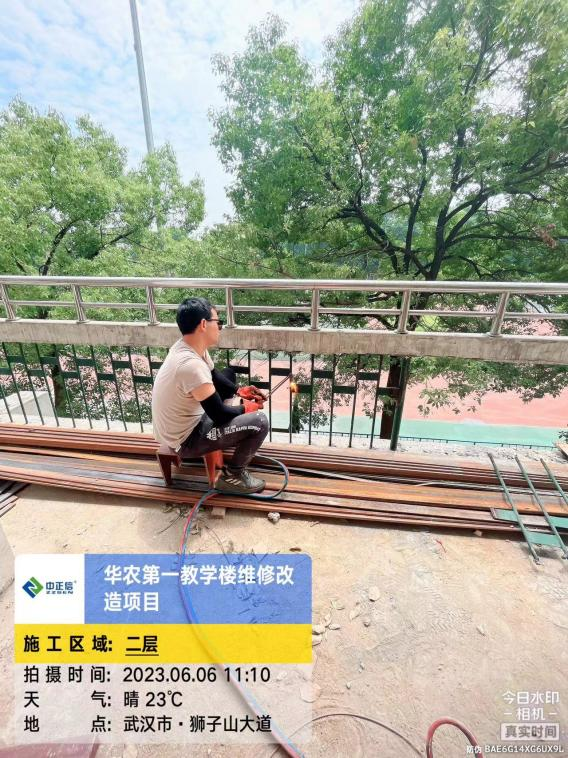 中正信
ZZSEN
华农第一教学楼维修改
造项目
施工区域: 二层
拍摄时间: 2023.06.06 11:10
天 气: 晴 23℃
地 点: 武汉市·狮子山大道
今日水印
相机
真实时间
防伪 BAE6G14XG6UX9L